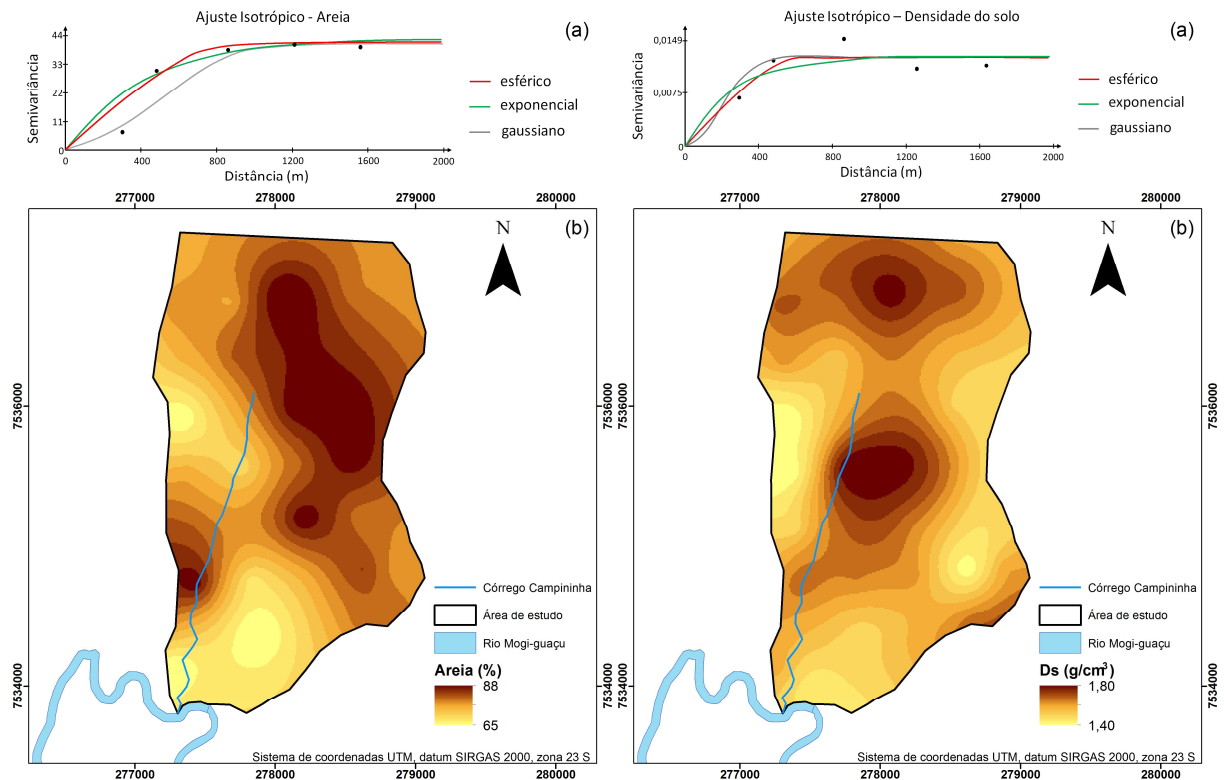 Ajuste Isotrópico - Areia
(a)
Semivariância
44
33
22
11
0
0
400
800
1200
1600
2000
Distância (m)
esférico
exponencial
gaussiano
277000
278000
279000
280000
(b)
N
7536000
7536000
7534000
7534000
Córrego Campininha
Área de estudo
Rio Mogi-guaçu
Areia (%)
88
65
Sistema de coordenadas UTM, datum SIRGAS 2000, zona 23 S
277000
278000
279000
280000
Ajuste Isotrópico – Densidade do solo
(a)
Semivariância
0,0149
0,0075
0
0
400
800
1200
1600
2000
Distância (m)
esférico
exponencial
gaussiano
277000
278000
279000
280000
(b)
N
7536000
7536000
7534000
7534000
Córrego Campininha
Área de estudo
Rio Mogi-guaçu
Ds (g/cm³)
1,80
1,40
Sistema de coordenadas UTM, datum SIRGAS 2000, zona 23 S
277000
278000
279000
280000